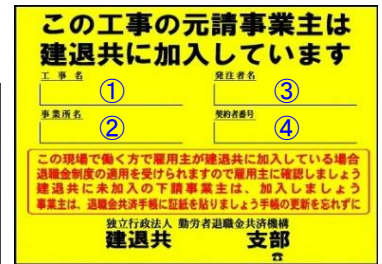 この工事の元請事業主は
建退共に加入しています
工事名 発注者名
① ③
事業所名 契約者番号
② ④
この現場で働く方で雇用主が建退共に加入している場合
退職金制度の適用を受けられますので雇用主に確認しましょう
建退共に未加入の下請事業主は、加入しましょう
事業主は、退職金共済手帳に証紙を貼りましょう手帳の更新を忘れずに
独立行政法人 勤労者退職金共済機構
建退共 支部
☎